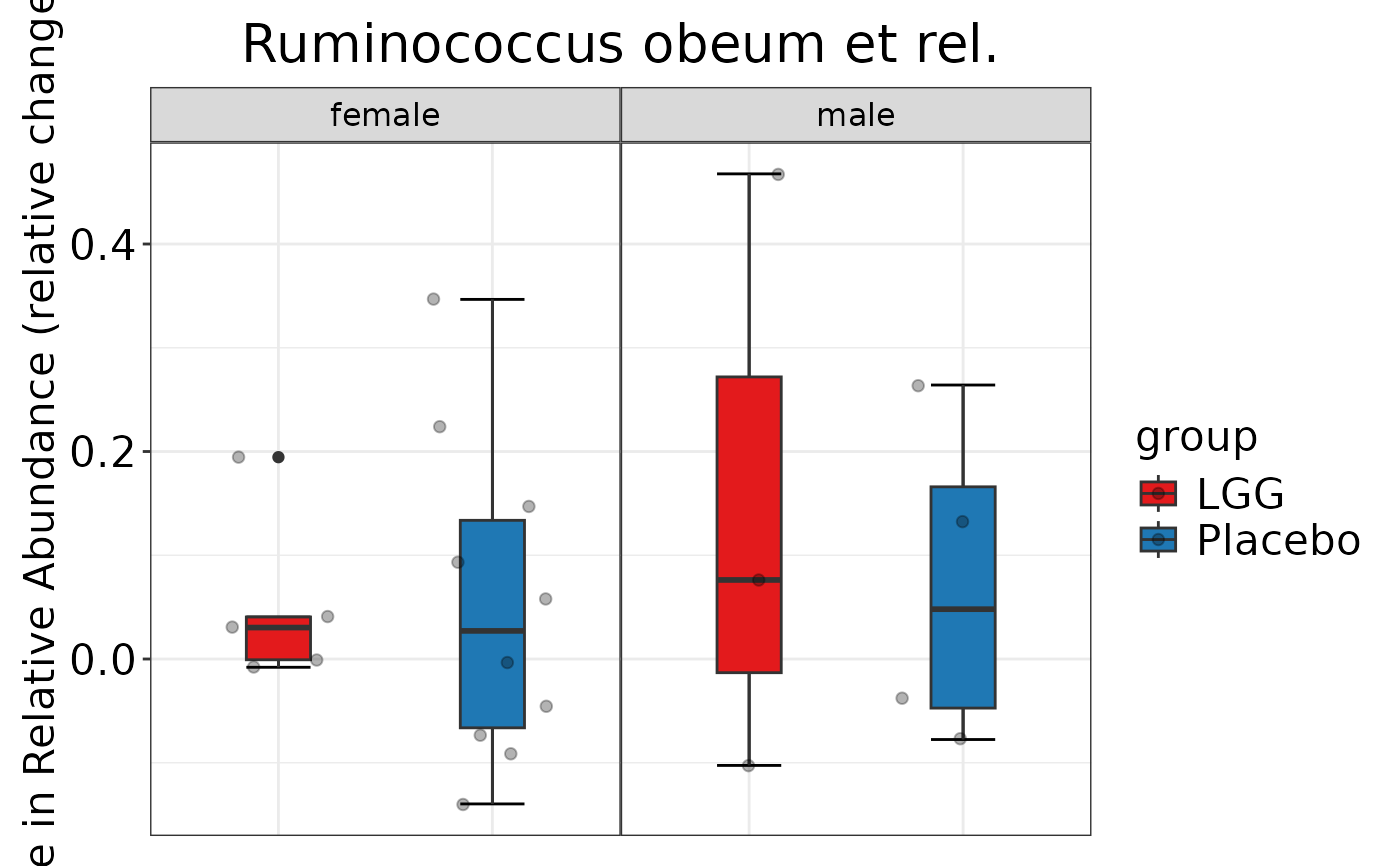 Ruminococcus obeum et rel.
female
male
e in Relative Abundance (relative change
0.4
0.2
0.0
group
LGG
Placebo